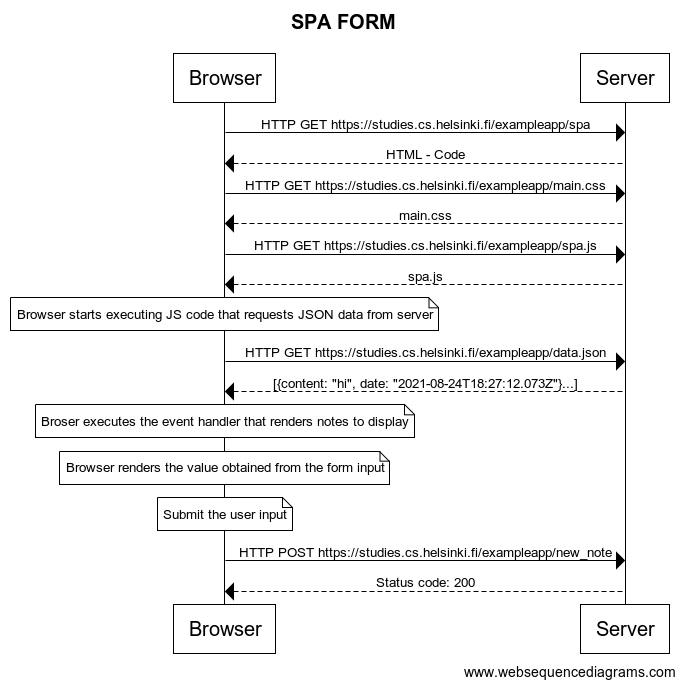 SPA FORM
Browser
Server
HTTP GET https://studies.cs.helsinki.fi/exampleapp/spa
HTML - Code
HTTP GET https://studies.cs.helsinki.fi/exampleapp/main.css
main.css
HTTP GET https://studies.cs.helsinki.fi/exampleapp/spa.js
spa.js
Browser starts executing JS code that requests JSON data from server
HTTP GET https://studies.cs.helsinki.fi/exampleapp/data.json
[{content: "hi", date: "2021-08-24T18:27:12.073Z"}...]
Broser executes the event handler that renders notes to display
Browser renders the value obtained from the form input
Submit the user input
HTTP POST https://studies.cs.helsinki.fi/exampleapp/new_note
Status code: 200
Browser
Server
www.websequencediagrams.com